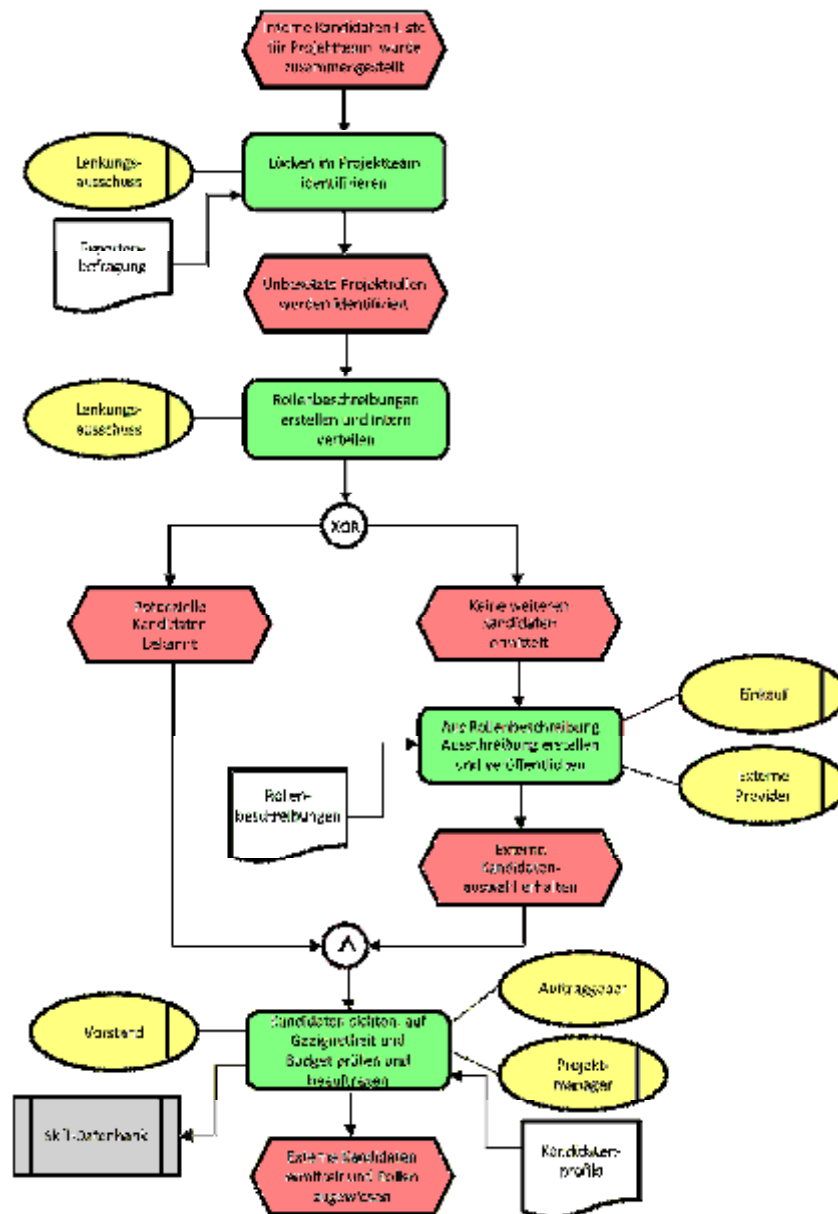 Interne Kandidaten-Liste
für Projektteam wurde
zusammengestellt
Lenkungs-
ausschuss
Lücken im Projektteam
identifizieren
Experten-
befragung
Unbesetzte Projektrollen
werden identifiziert
Lenkungs-
ausschuss
Rollenbeschreibungen
erstellen und intern
verteilen
XOR
Potenzielle
Kandidaten
bekannt
Keine weiteren
Kandidaten
ermittelt
Einkauf
Aus Rollenbeschreibung
Ausschreibung erstellen
und veröffentlichen
Externe
Provider
Rollen-
beschreibungen
Externe
Kandidaten-
auswahl erhalten
Λ
Auftraggeber
Vorstand
Kandidaten sichten, auf
Geeignetheit und
Budget prüfen und
beauftragen
Projekt-
manager
Skill-Datenbank
Kandidaten-
profile
Externe Kandidaten
ermittelt und Rollen
zugewiesen